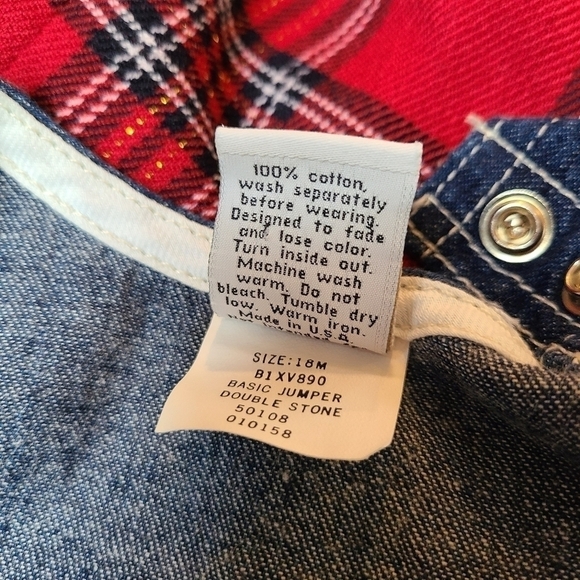 100% cotton,
wash separately
before wearing.
Designed to fade
and lose color.
Turn inside out.
Machine wash
warm. Do not
bleach. Tumble dry
low. Warm iron.
Made in U.S.A.
SIZE:18M
B1XV890
BASIC JUMPER
DOUBLE STONE
50108
010158